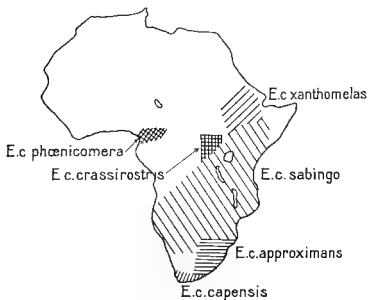 E.c xanthomelas
E.c phœnicomera
E c.crassirostris
E.c. sabingo
E.c.approximans
E.c.capensis